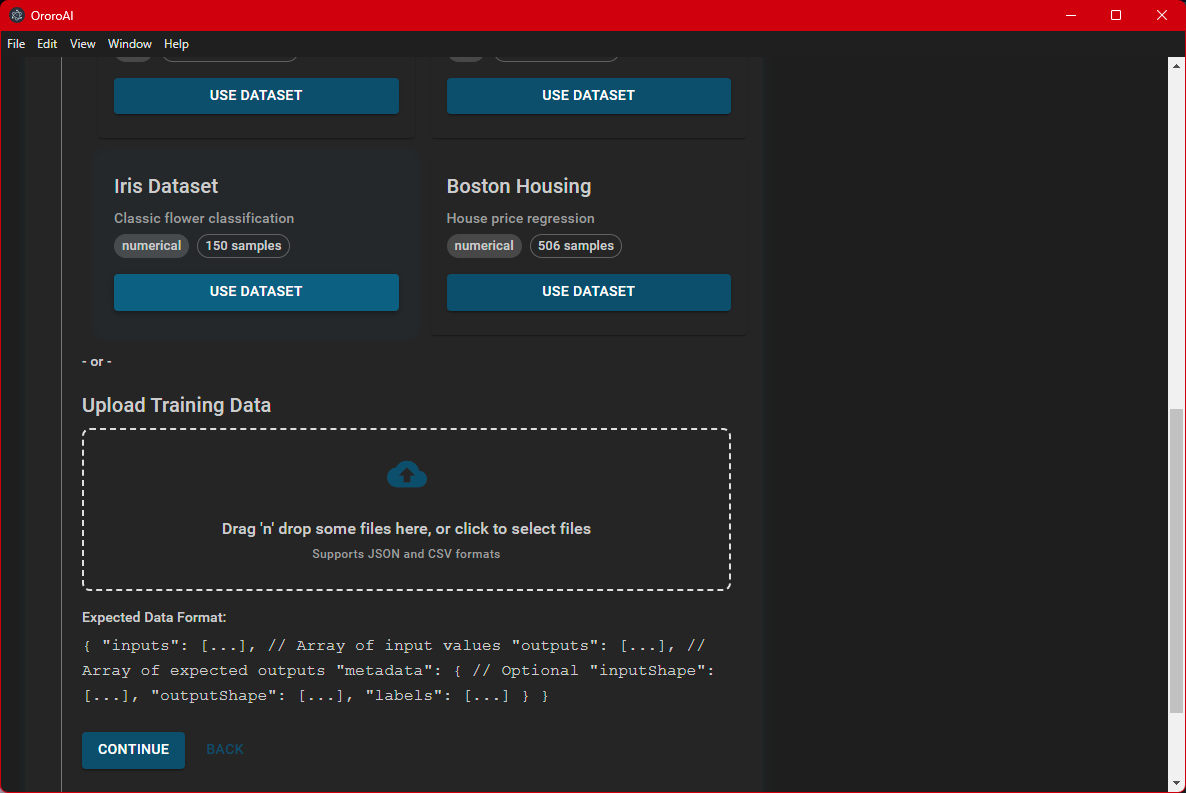 OroroAI
File Edit View Window Help
USE DATASET USE DATASET
Iris Dataset
Classic flower classification
numerical 150 samples
USE DATASET
Boston Housing
House price regression
numerical 506 samples
USE DATASET
- or -
Upload Training Data
Drag 'n' drop some files here, or click to select files
Supports JSON and CSV formats
Expected Data Format:
{ "inputs": [...], // Array of input values "outputs": [...], //
Array of expected outputs "metadata": { // Optional "inputShape":
[...], "outputShape": [...], "labels": [...] } }
CONTINUE BACK